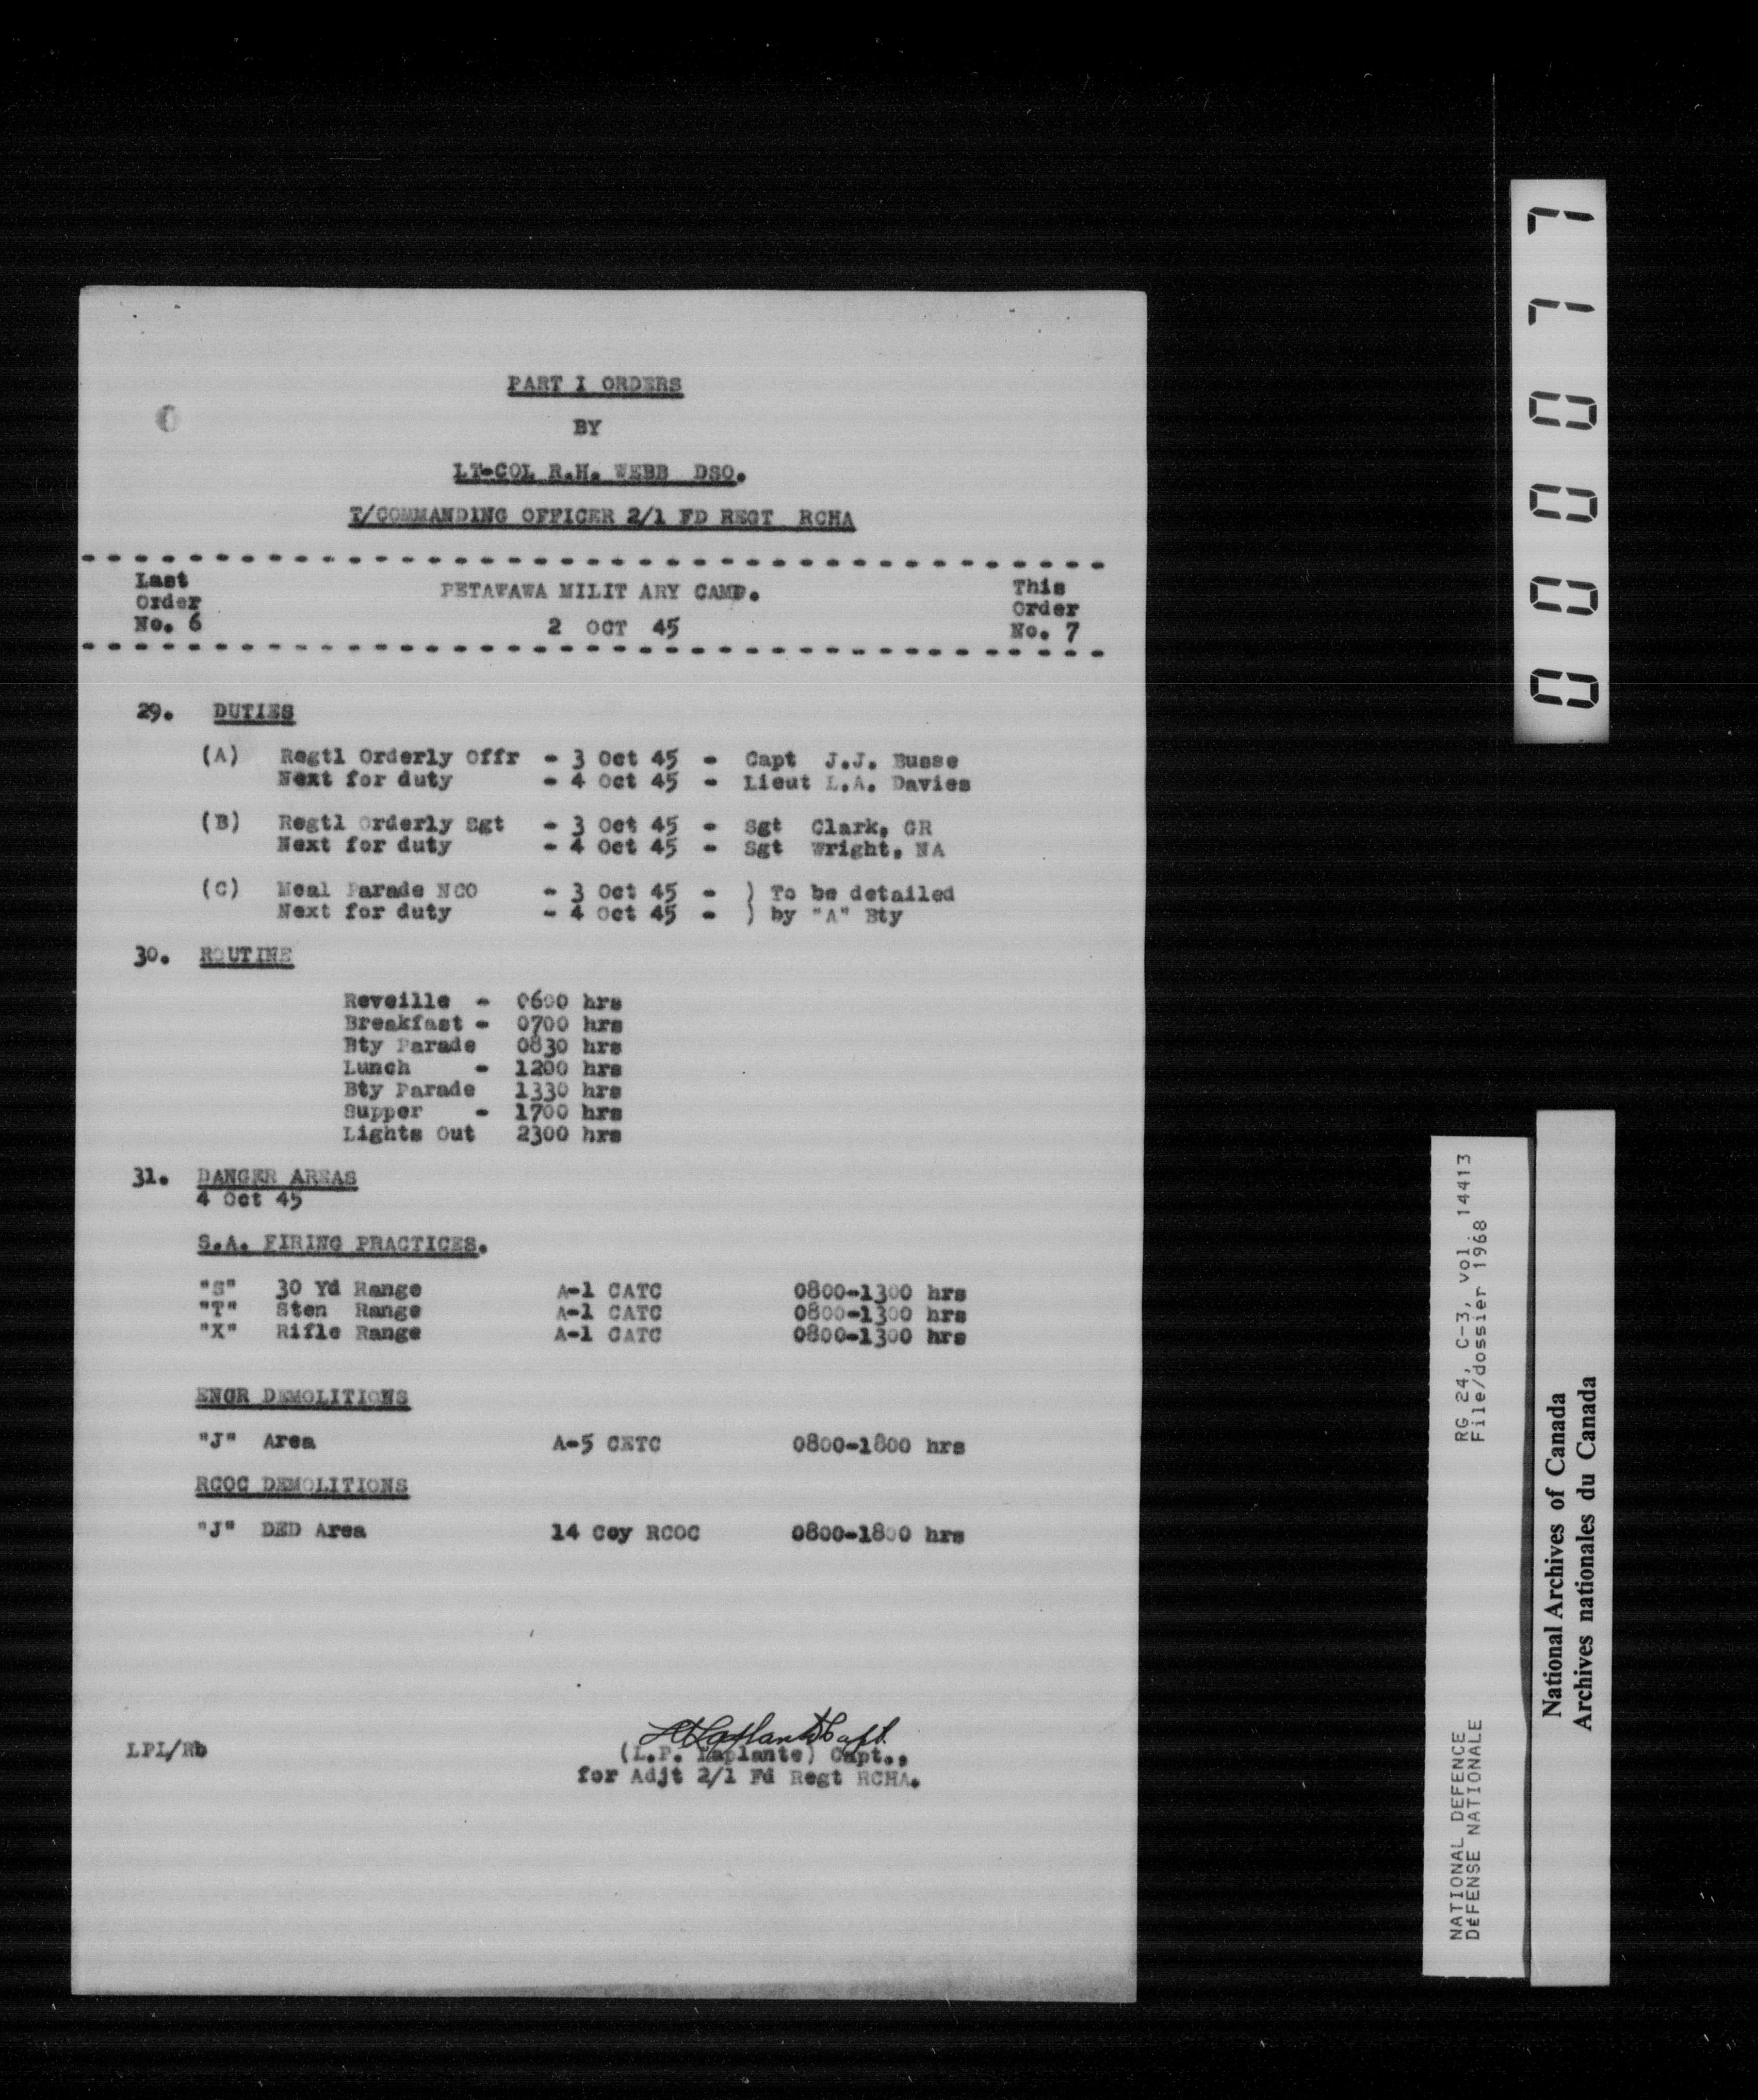 PART I ORDERS
BY
LT-COL R.H. WEBB DSO.
T/COMMANDING OFFICER 2/1 FD REGT RCHA
Last
Order
No. 6
PETAWAWA MILIT ARY CAMP.
2 OCT 45
This
Order
No. 7
29. DUTIES
(A) Regtl Orderly Offr - 3 Oct 45 - Capt J.J. Busse
Next for duty - 4 Oct 45 - Lieut L.A. Davies
(B) Regtl Orderly Sgt - 3 Oct 45 - Sgt Clark, GR
Next for duty - 4 Oct 45 - Sgt Wright, NA
(C) Meal Parade NCO - 3 Oct 45 - ) To be detailed
Next for duty - 4 Oct 45 - ) by "A" Bty
30. ROUTINE
Reveille - 0600 hrs
Breakfast - 0700 hrs
Bty Parade 0830 hrs
Lunch - 1200 hrs
Bty Parade 1330 hrs
Supper - 1700 hrs
Lights Out 2300 hrs
31. DANGER AREAS
4 Oct 45
S.A. FIRING PRACTICES.
"S" 30 Yd Range A-1 CATC 0800-1300 hrs
"T" Sten Range A-1 CATC 0800-1300 hrs
"X" Rifle Range A-1 CATC 0800-1300 hrs
ENGR DEMOLITIONS
"J" Area A-5 CETC 0800-1800 hrs
RCOC DEMOLITIONS
"J" DED Area 14 Coy RCOC 0800-1800 hrs
LPLaplante Capt.
LPL/Rb
(L.P. Laplante) Capt.,
for Adjt 2/1 Fd Regt RCHA.
000077
NATIONAL DEFENCE RG 24, C-3, vol. 14413
DÉFENSE NATIONALE File/dossier 1968
National Archives of Canada
Archives nationales du Canada